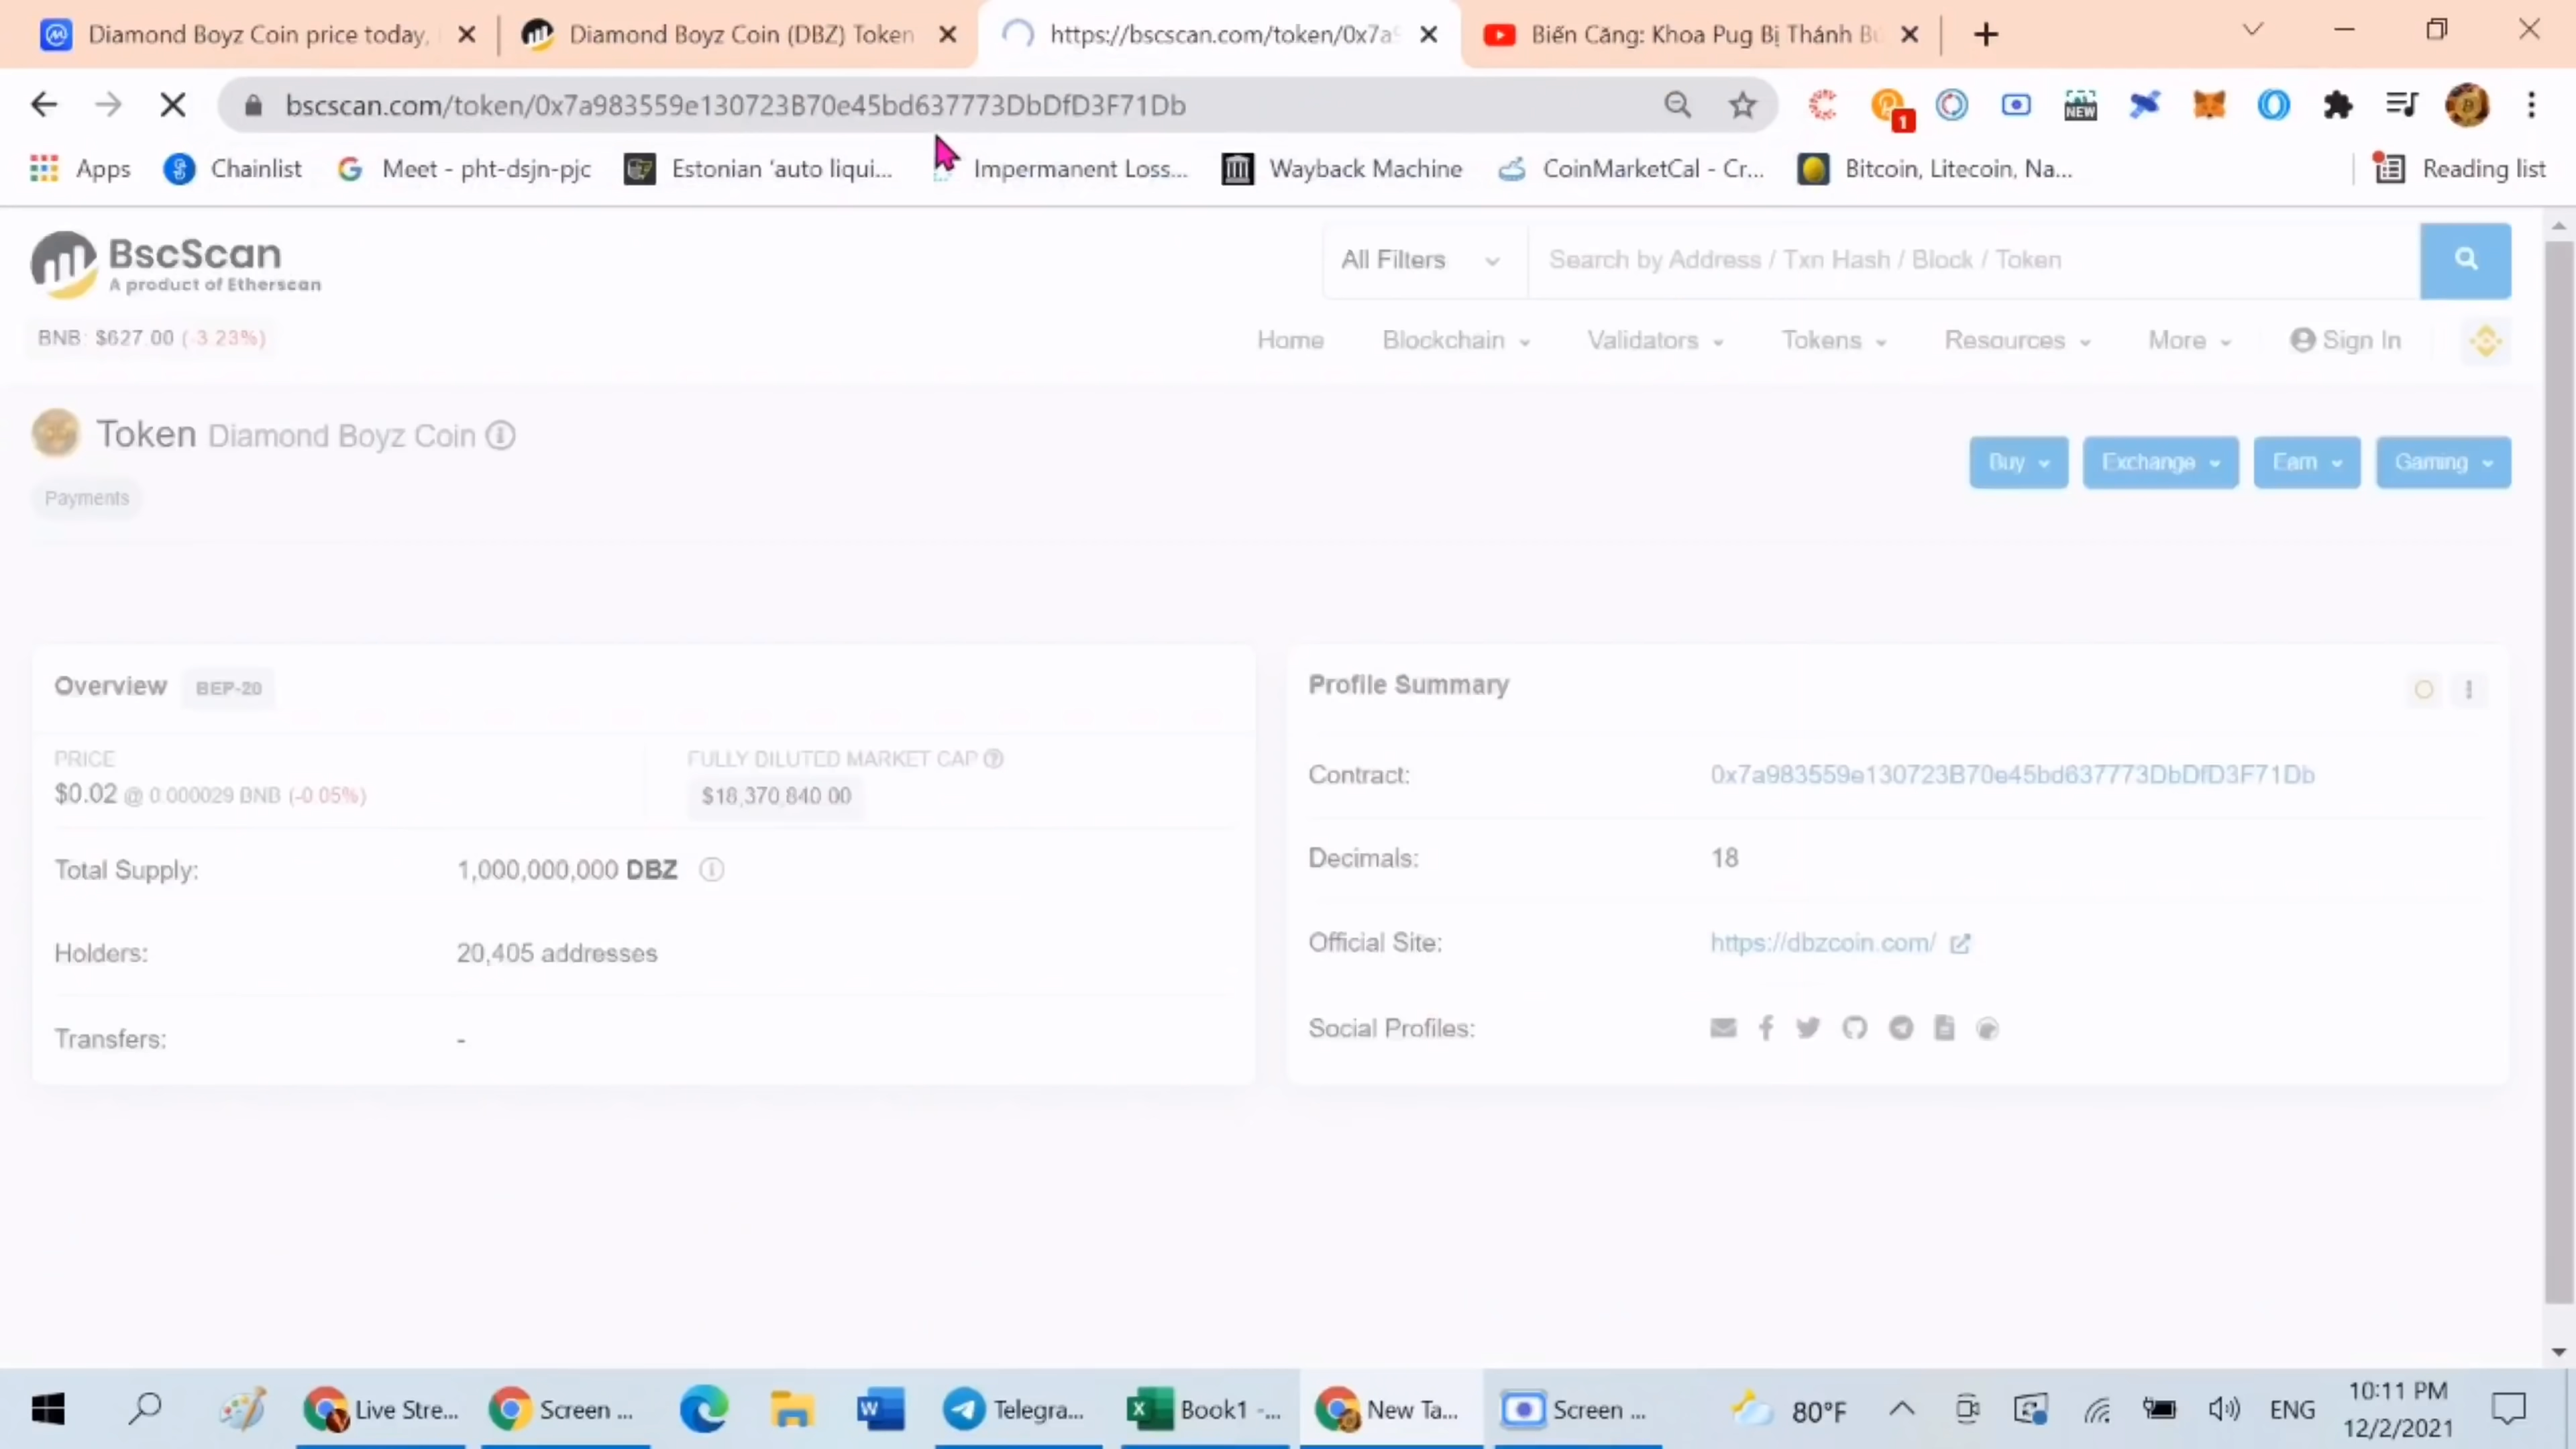 Diamond Boyz Coin price today,
Diamond Boyz Coin (DBZ) Token
https://bscscan.com/token/0x7a9
Biến Căng: Khoa Pug Bị Thánh Bú
bscscan.com/token/0x7a983559e130723B70e45bd637773DbDfD3F71Db
1
NEW
Apps
Chainlist
Meet - pht-dsjn-pjc
Estonian ‘auto liqui...
Impermanent Loss...
Wayback Machine
CoinMarketCal - Cr...
Bitcoin, Litecoin, Na...
Reading list
BscScan
A product of Etherscan
All Filters
Search by Address / Txn Hash / Block / Token
BNB: $627.00 (-3.23%)
Home
Blockchain
Validators
Tokens
Resources
More
Sign In
Token Diamond Boyz Coin
Payments
Buy
Exchange
Earn
Gaming
Overview BEP-20
PRICE
$0.02 @ 0.000029 BNB (-0.05%)
FULLY DILUTED MARKET CAP
$18,370,840.00
Total Supply: 1,000,000,000 DBZ
Holders: 20,405 addresses
Transfers: -
Profile Summary
Contract: 0x7a983559e130723B70e45bd637773DbDfD3F71Db
Decimals: 18
Official Site: https://dbzcoin.com/
Social Profiles:
Live Stre...
Screen ...
Telegra...
Book1 -...
New Ta...
Screen ...
80°F
ENG
10:11 PM
12/2/2021